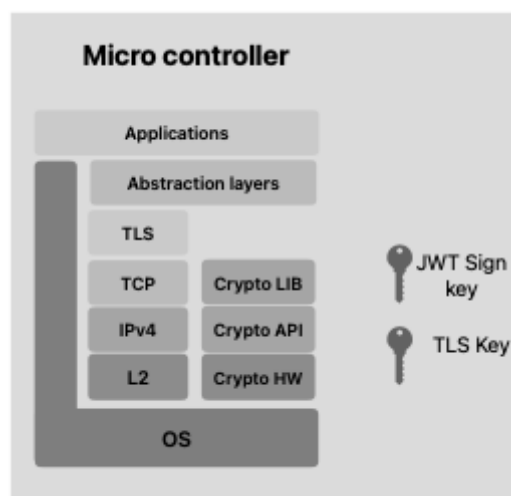 Micro controller
Applications
Abstraction layers
TLS
TCP
Crypto LIB
IPv4
Crypto API
L2
Crypto HW
OS
JWT Sign
key
TLS Key